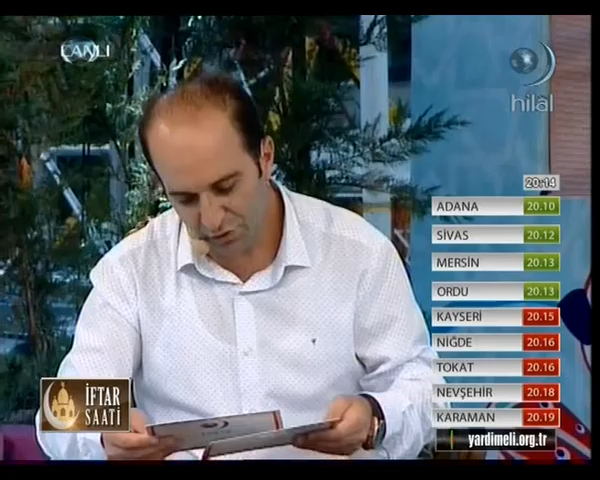 CANLI
hilâl
20:14
ADANA 20.10
SİVAS 20.12
MERSİN 20.13
ORDU 20.13
KAYSERİ 20.15
NİĞDE 20.16
TOKAT 20.16
NEVŞEHİR 20.18
KARAMAN 20.19
İFTAR
SAATİ
yardimeli.org.tr